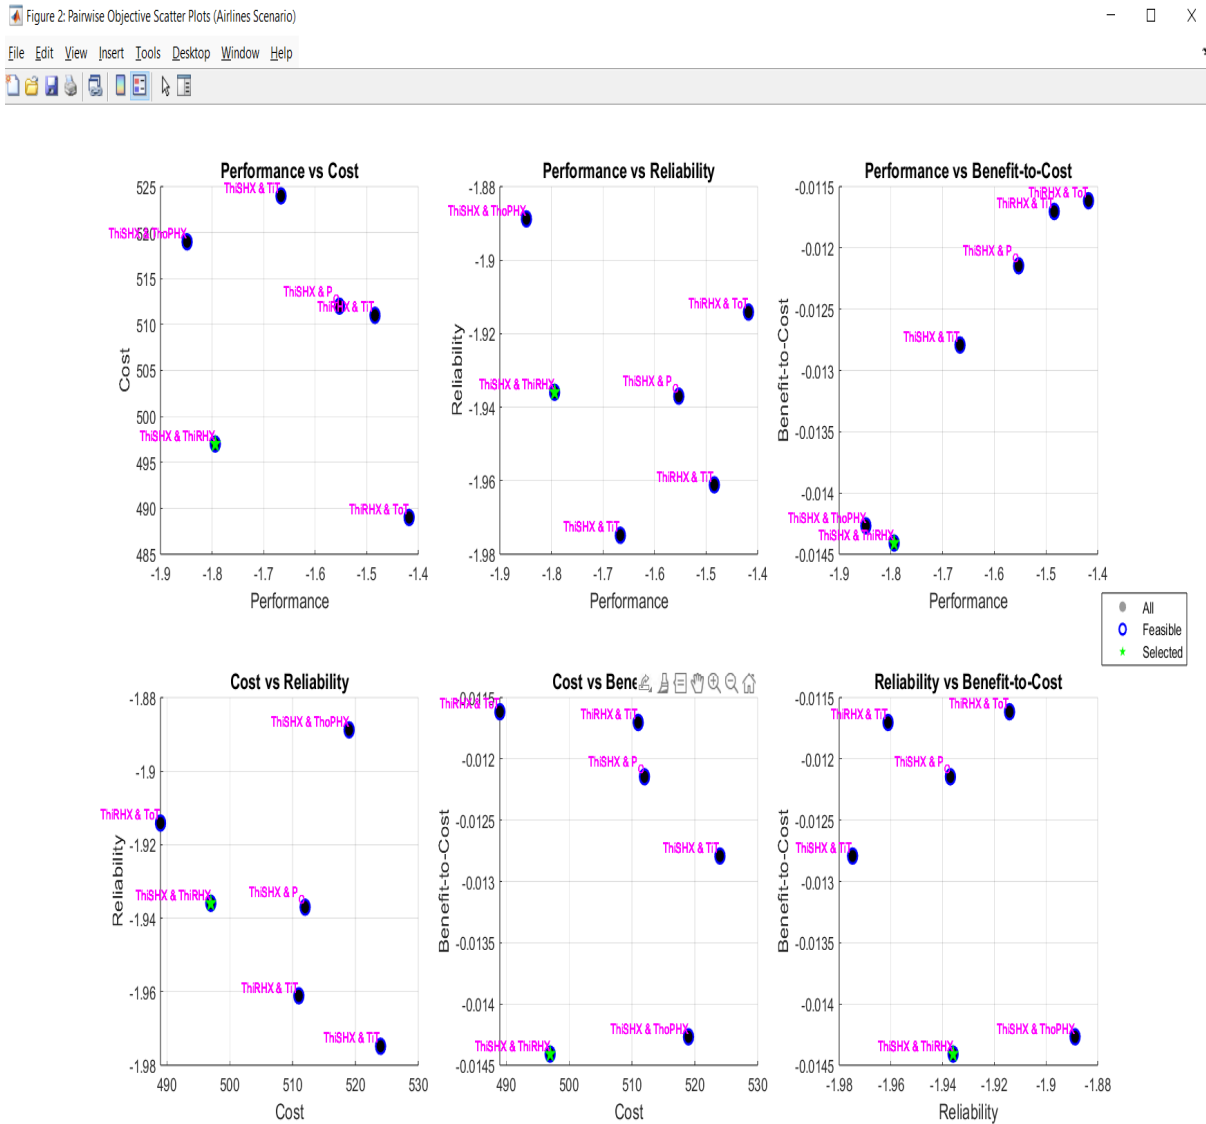 Figure 2: Pairwise Objective Scatter Plots (Airlines Scenario)
File Edit View Insert Tools Desktop Window Help
Performance vs Cost
525
520
515
510
505
500
495
490
485
Cost
ThiSHX & TiT
ThiSHX & ThoPHX
ThiSHX & P
o
ThiRHX & TiT
ThiSHX & ThiRHX
ThiRHX & ToT
-1.9 -1.8 -1.7 -1.6 -1.5 -1.4
Performance
Performance vs Reliability
-1.88
-1.9
-1.92
-1.94
-1.96
-1.98
Reliability
ThiSHX & ThoPHX
ThiRHX & ToT
ThiSHX & ThiRHX
ThiSHX & P
o
ThiRHX & TiT
ThiSHX & TiT
-1.9 -1.8 -1.7 -1.6 -1.5 -1.4
Performance
Performance vs Benefit-to-Cost
-0.0115
-0.012
-0.0125
-0.013
-0.0135
-0.014
-0.0145
Benefit-to-Cost
ThiRHX & ToT
ThiRHX & TiT
ThiSHX & P
o
ThiSHX & TiT
ThiSHX & ThoPHX
ThiSHX & ThiRHX
-1.9 -1.8 -1.7 -1.6 -1.5 -1.4
Performance
All
Feasible
Selected
Cost vs Reliability
-1.88
-1.9
-1.92
-1.94
-1.96
-1.98
Reliability
ThiSHX & ThoPHX
ThiRHX & ToT
ThiSHX & ThiRHX
ThiSHX & P
o
ThiRHX & TiT
ThiSHX & TiT
490 500 510 520 530
Cost
Cost vs Bene
-0.0115
-0.012
-0.0125
-0.013
-0.0135
-0.014
-0.0145
Benefit-to-Cost
ThiRHX & ToT
ThiRHX & TiT
ThiSHX & P
o
ThiSHX & TiT
ThiSHX & ThoPHX
ThiSHX & ThiRHX
490 500 510 520 530
Cost
Reliability vs Benefit-to-Cost
-0.0115
-0.012
-0.0125
-0.013
-0.0135
-0.014
-0.0145
Benefit-to-Cost
ThiRHX & ToT
ThiRHX & TiT
ThiSHX & P
o
ThiSHX & TiT
ThiSHX & ThoPHX
ThiSHX & ThiRHX
-1.98 -1.96 -1.94 -1.92 -1.9 -1.88
Reliability